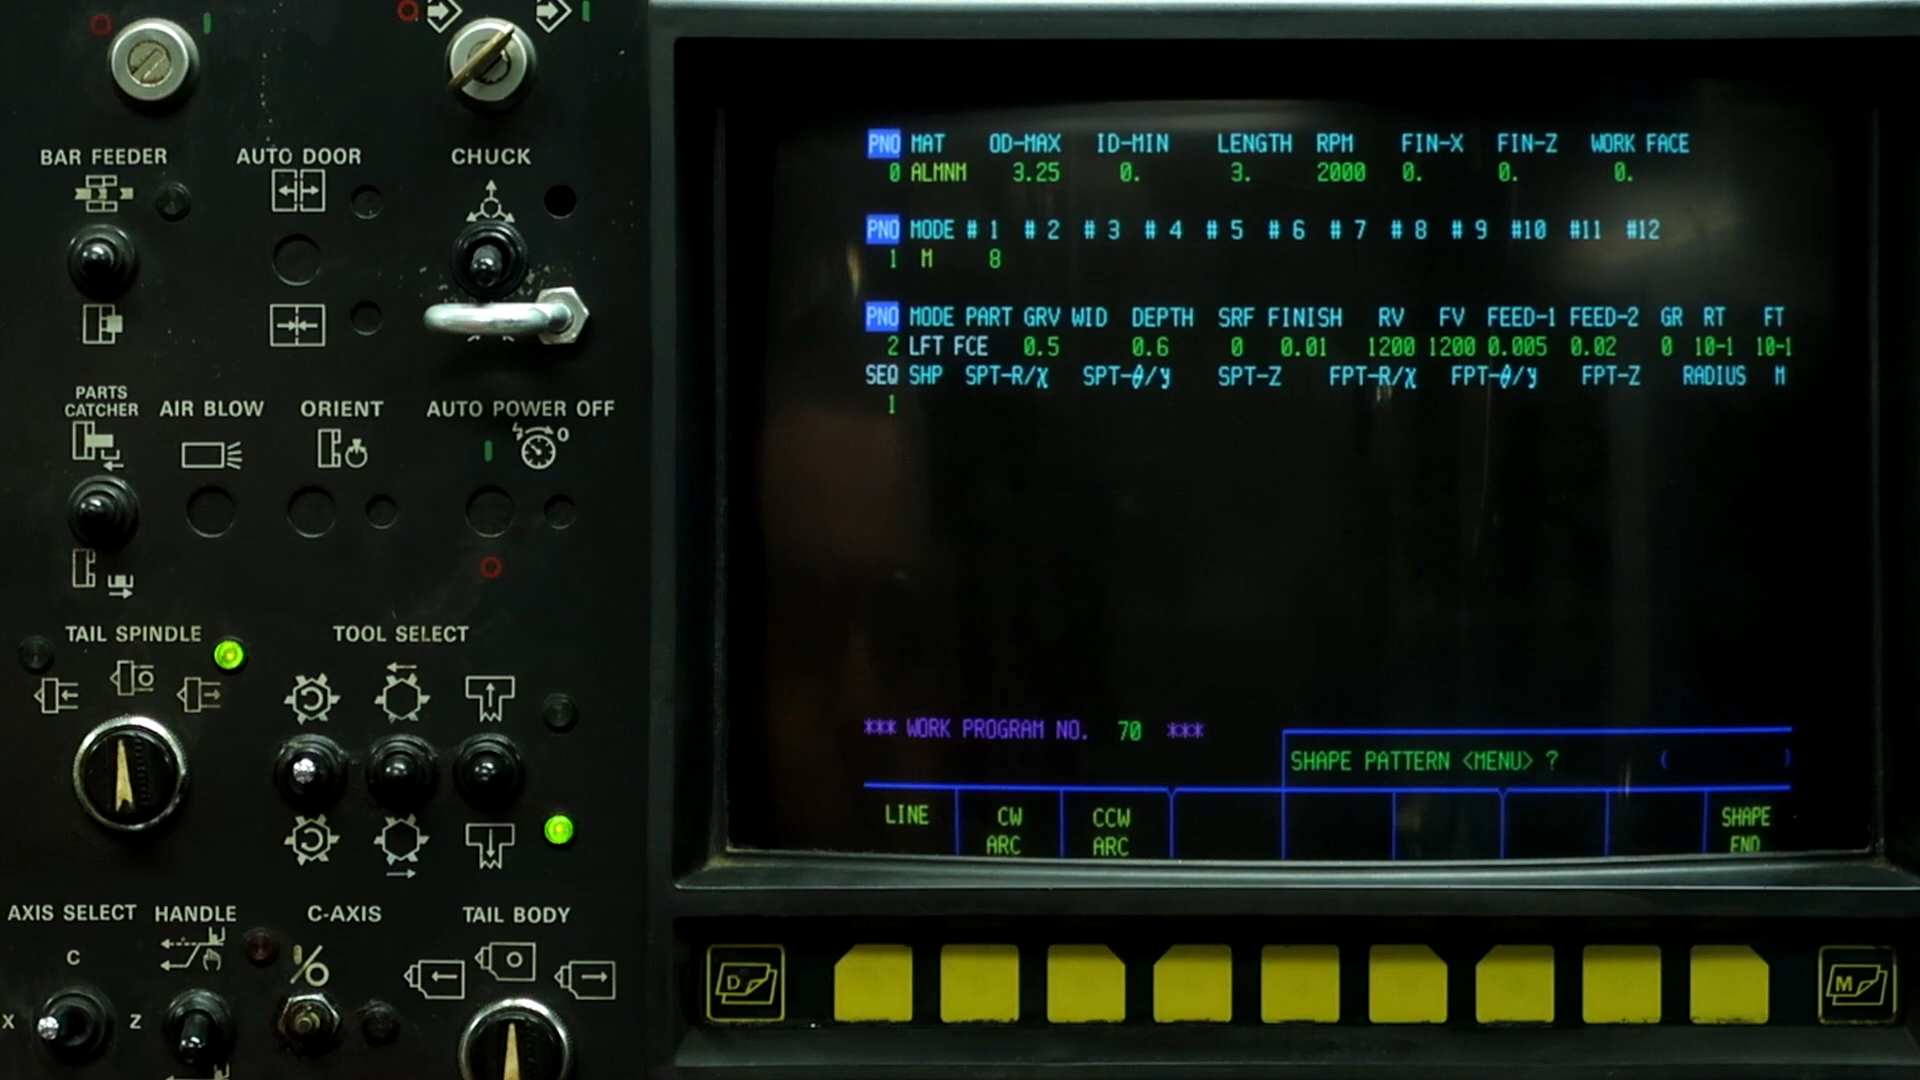 BAR FEEDER
AUTO DOOR
CHUCK
PARTS
CATCHER
AIR BLOW
ORIENT
AUTO POWER OFF
TAIL SPINDLE
TOOL SELECT
AXIS SELECT
HANDLE
C-AXIS
TAIL BODY
C
X
Z
PNO MAT OD-MAX ID-MIN LENGTH RPM FIN-X FIN-Z WORK FACE
0 ALMNM 3.25 0. 3. 2000 0. 0. 0.
PNO MODE # 1 # 2 # 3 # 4 # 5 # 6 # 7 # 8 # 9 #10 #11 #12
1 M 8
PNO MODE PART GRV WID DEPTH SRF FINISH RV FV FEED-1 FEED-2 GR RT FT
2 LFT FCE 0.5 0.6 0 0.01 1200 1200 0.005 0.02 0 10-1 10-1
SEQ SHP SPT-R/χ SPT-θ/y SPT-Z FPT-R/χ FPT-θ/y FPT-Z RADIUS M
1
*** WORK PROGRAM NO. 70 ***
SHAPE PATTERN <MENU> ? ( )
LINE
CW
ARC
CCW
ARC
SHAPE
END
D
M